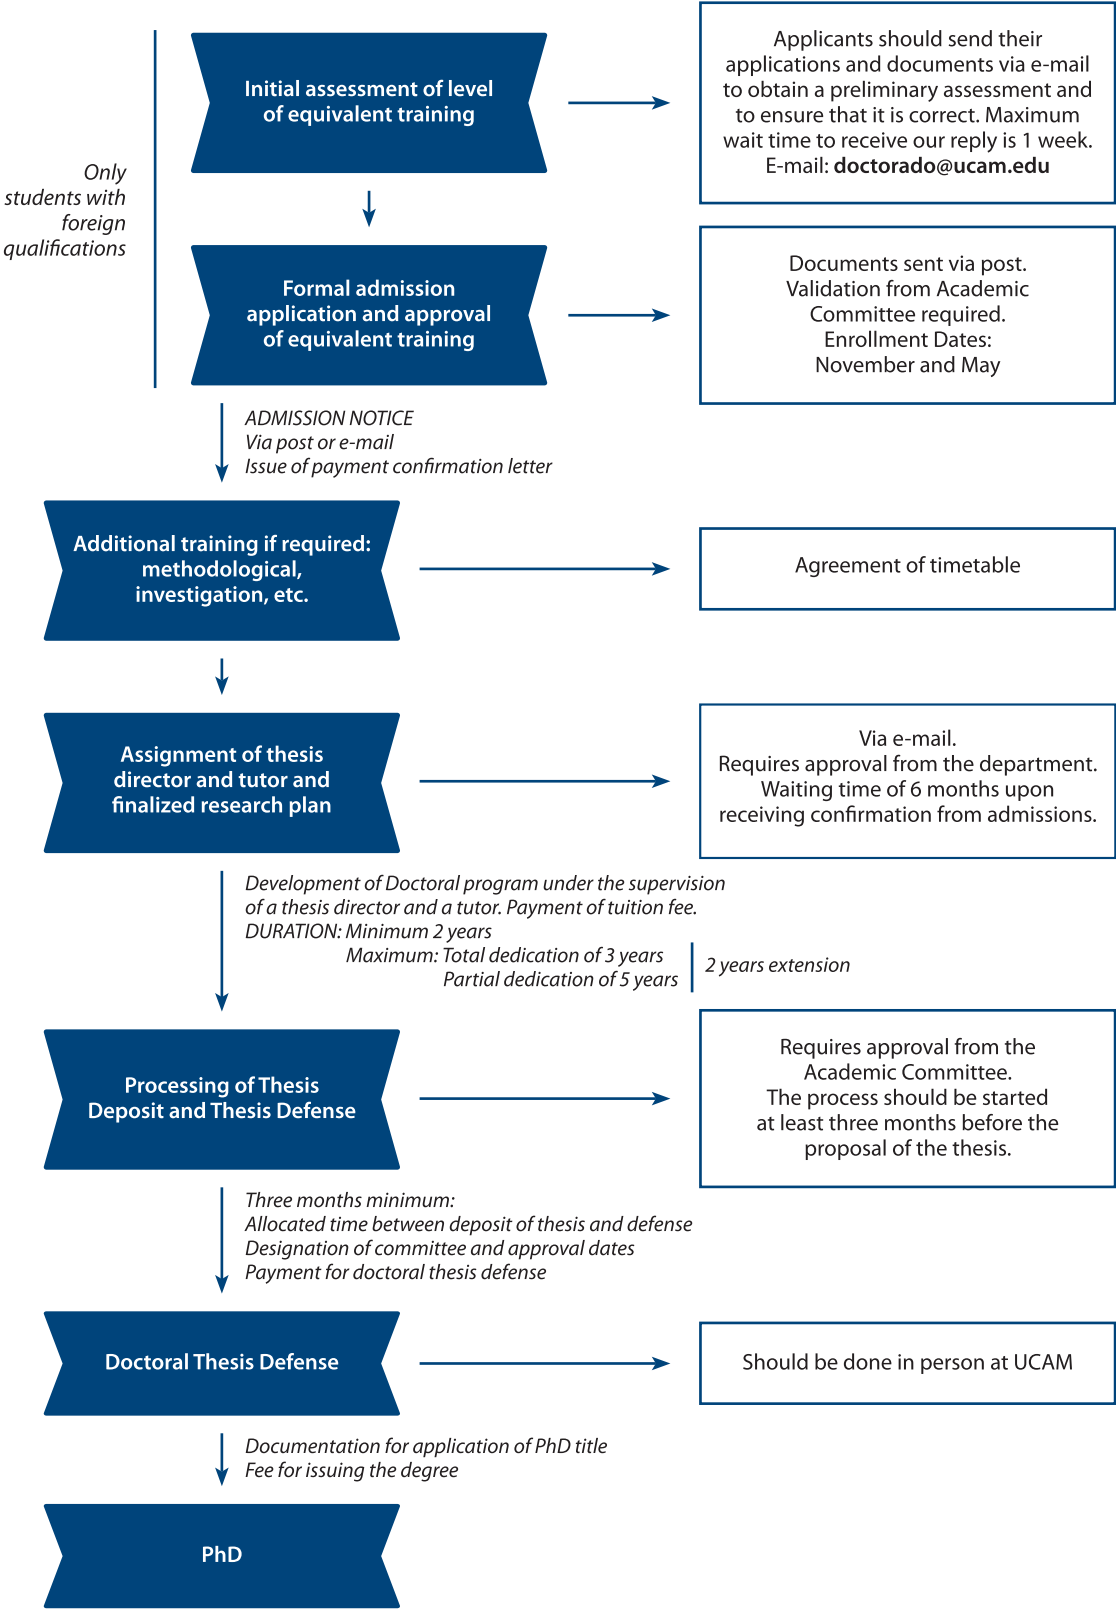 Only
students with
foreign
qualifications
Initial assessment of level
of equivalent training
Applicants should send their
applications and documents via e-mail
to obtain a preliminary assessment and
to ensure that it is correct. Maximum
wait time to receive our reply is 1 week.
E-mail: doctorado@ucam.edu
Formal admission
application and approval
of equivalent training
Documents sent via post.
Validation from Academic
Committee required.
Enrollment Dates:
November and May
ADMISSION NOTICE
Via post or e-mail
Issue of payment confirmation letter
Additional training if required:
methodological,
investigation, etc.
Agreement of timetable
Assignment of thesis
director and tutor and
finalized research plan
Via e-mail.
Requires approval from the department.
Waiting time of 6 months upon
receiving confirmation from admissions.
Development of Doctoral program under the supervision
of a thesis director and a tutor. Payment of tuition fee.
DURATION: Minimum 2 years
Maximum: Total dedication of 3 years
Partial dedication of 5 years
2 years extension
Processing of Thesis
Deposit and Thesis Defense
Requires approval from the
Academic Committee.
The process should be started
at least three months before the
proposal of the thesis.
Three months minimum:
Allocated time between deposit of thesis and defense
Designation of committee and approval dates
Payment for doctoral thesis defense
Doctoral Thesis Defense
Should be done in person at UCAM
Documentation for application of PhD title
Fee for issuing the degree
PhD